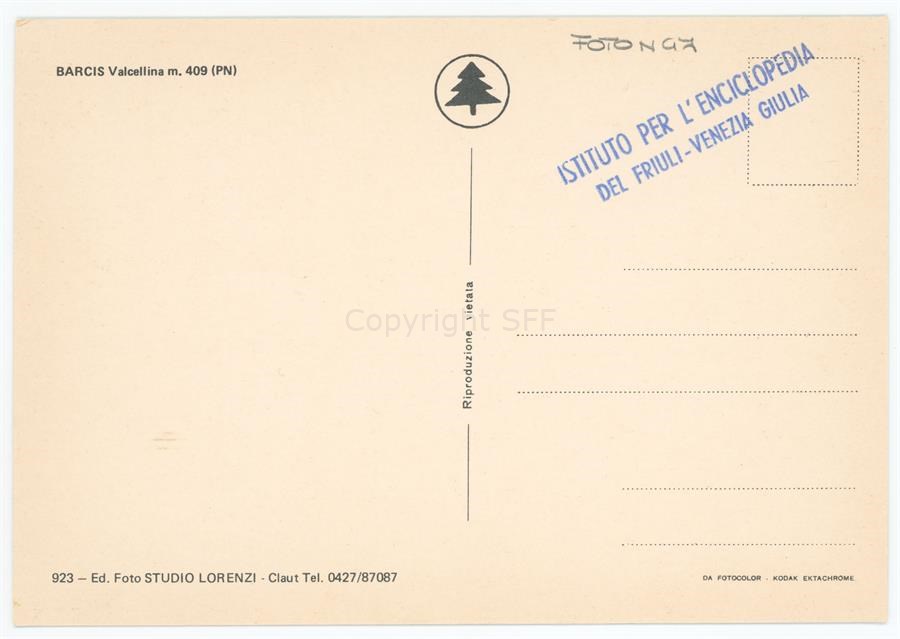 FOTO N 97
BARCIS Valcellina m. 409 (PN)
ISTITUTO PER L'ENCICLOPEDIA
DEL FRIULI-VENEZIA GIULIA
Riproduzione vietata
Copyright SFF
923 — Ed. Foto STUDIO LORENZI - Claut Tel. 0427/87087
DA FOTOCOLOR - KODAK EKTACHROME